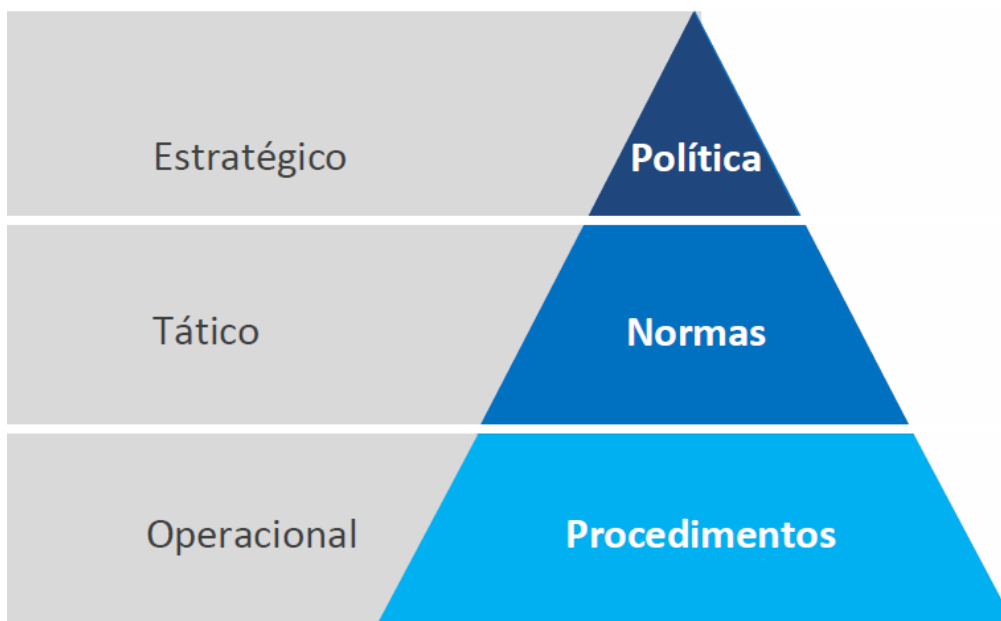 Estratégico
Política
Tático
Normas
Operacional
Procedimentos